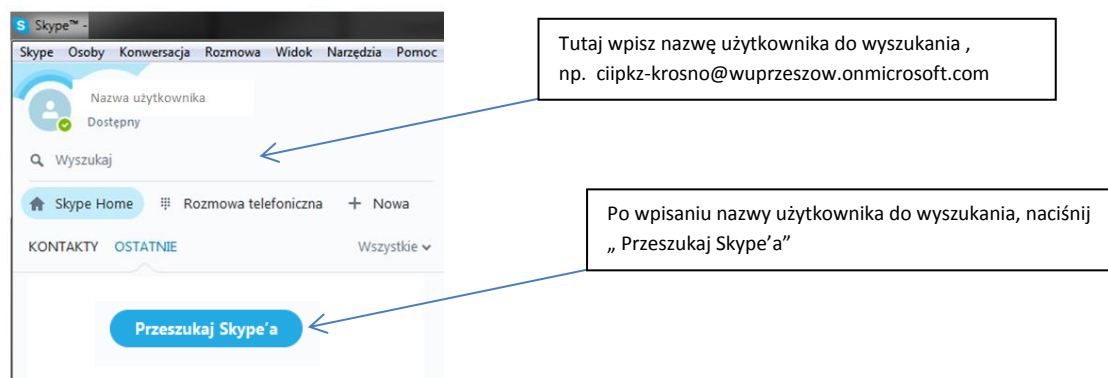 Skype™ -
Skype Osoby Konwersacja Rozmowa Widok Narzędzia Pomoc
Nazwa użytkownika
Dostępny
Wyszukaj
Skype Home Rozmowa telefoniczna + Nowa
KONTAKTY OSTATNIE Wszystkie
Przeszukaj Skype'a
Tutaj wpisz nazwę użytkownika do wyszukania ,
np. ciipkz-krosno@wuprzeszow.onmicrosoft.com
Po wpisaniu nazwy użytkownika do wyszukania, naciśnij
„ Przeszukaj Skype’a”